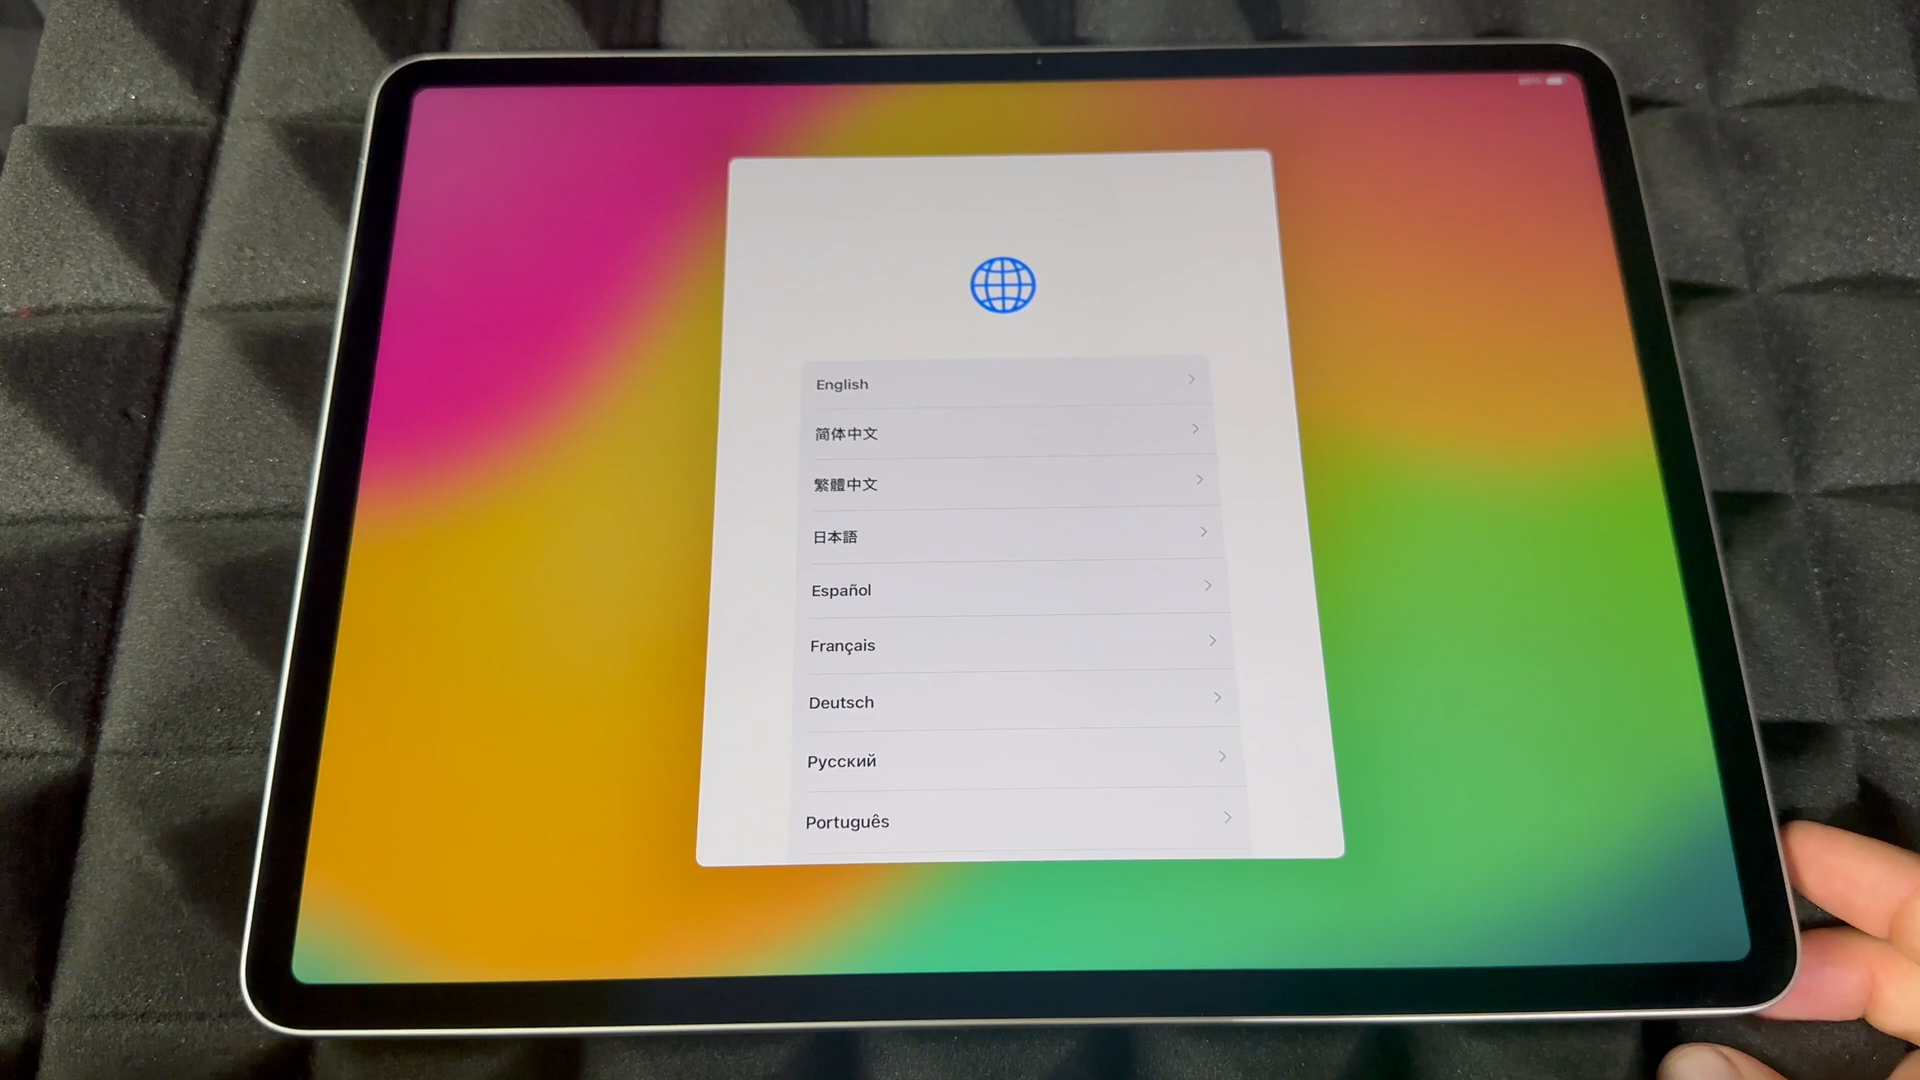 English
简体中文
繁體中文
日本語
Español
Français
Deutsch
Русский
Português